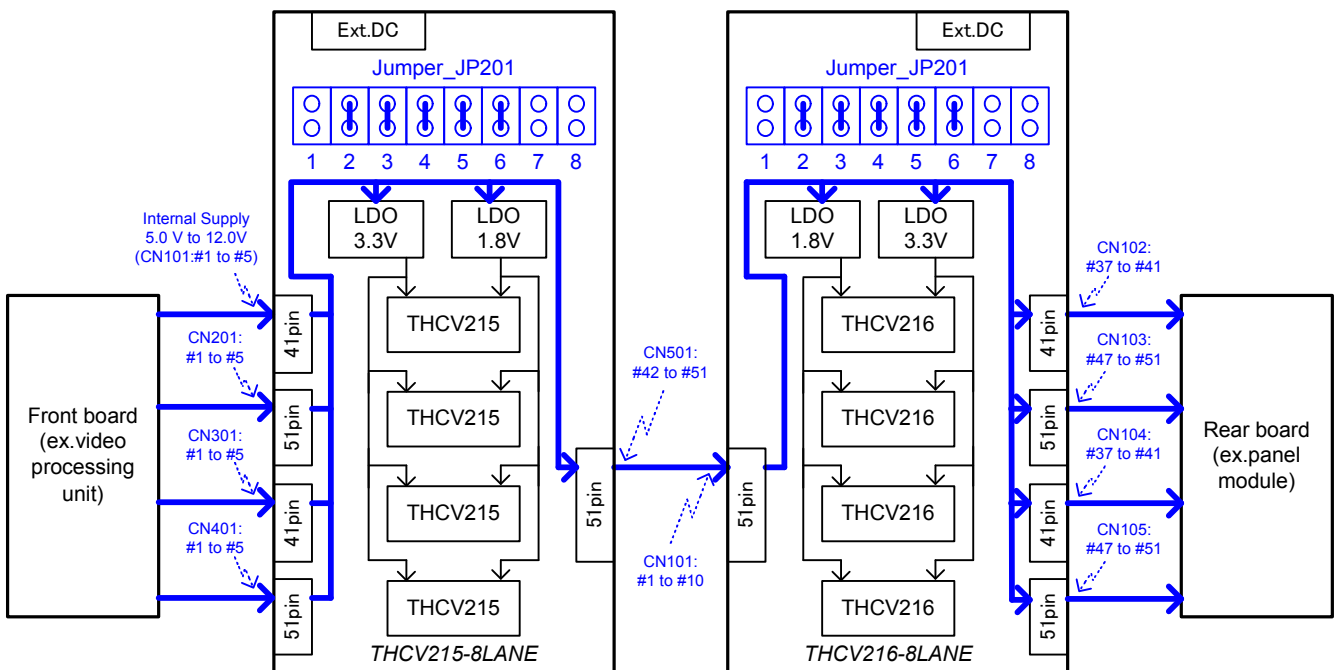 Ext.DC
Jumper_JP201
1 2 3 4 5 6 7 8
LDO
3.3V
LDO
1.8V
Internal Supply
5.0 V to 12.0V
(CN101:#1 to #5)
CN201:
#1 to #5
CN301:
#1 to #5
CN401:
#1 to #5
Front board
(ex.video
processing
unit)
41pin
51pin
41pin
51pin
THCV215
THCV215
THCV215
THCV215
THCV215-8LANE
51pin
CN501:
#42 to #51
CN101:
#1 to #10
Ext.DC
Jumper_JP201
1 2 3 4 5 6 7 8
LDO
1.8V
LDO
3.3V
51pin
THCV216
THCV216
THCV216
THCV216
THCV216-8LANE
41pin
51pin
41pin
51pin
CN102:
#37 to #41
CN103:
#47 to #51
CN104:
#37 to #41
CN105:
#47 to #51
Rear board
(ex.panel
module)